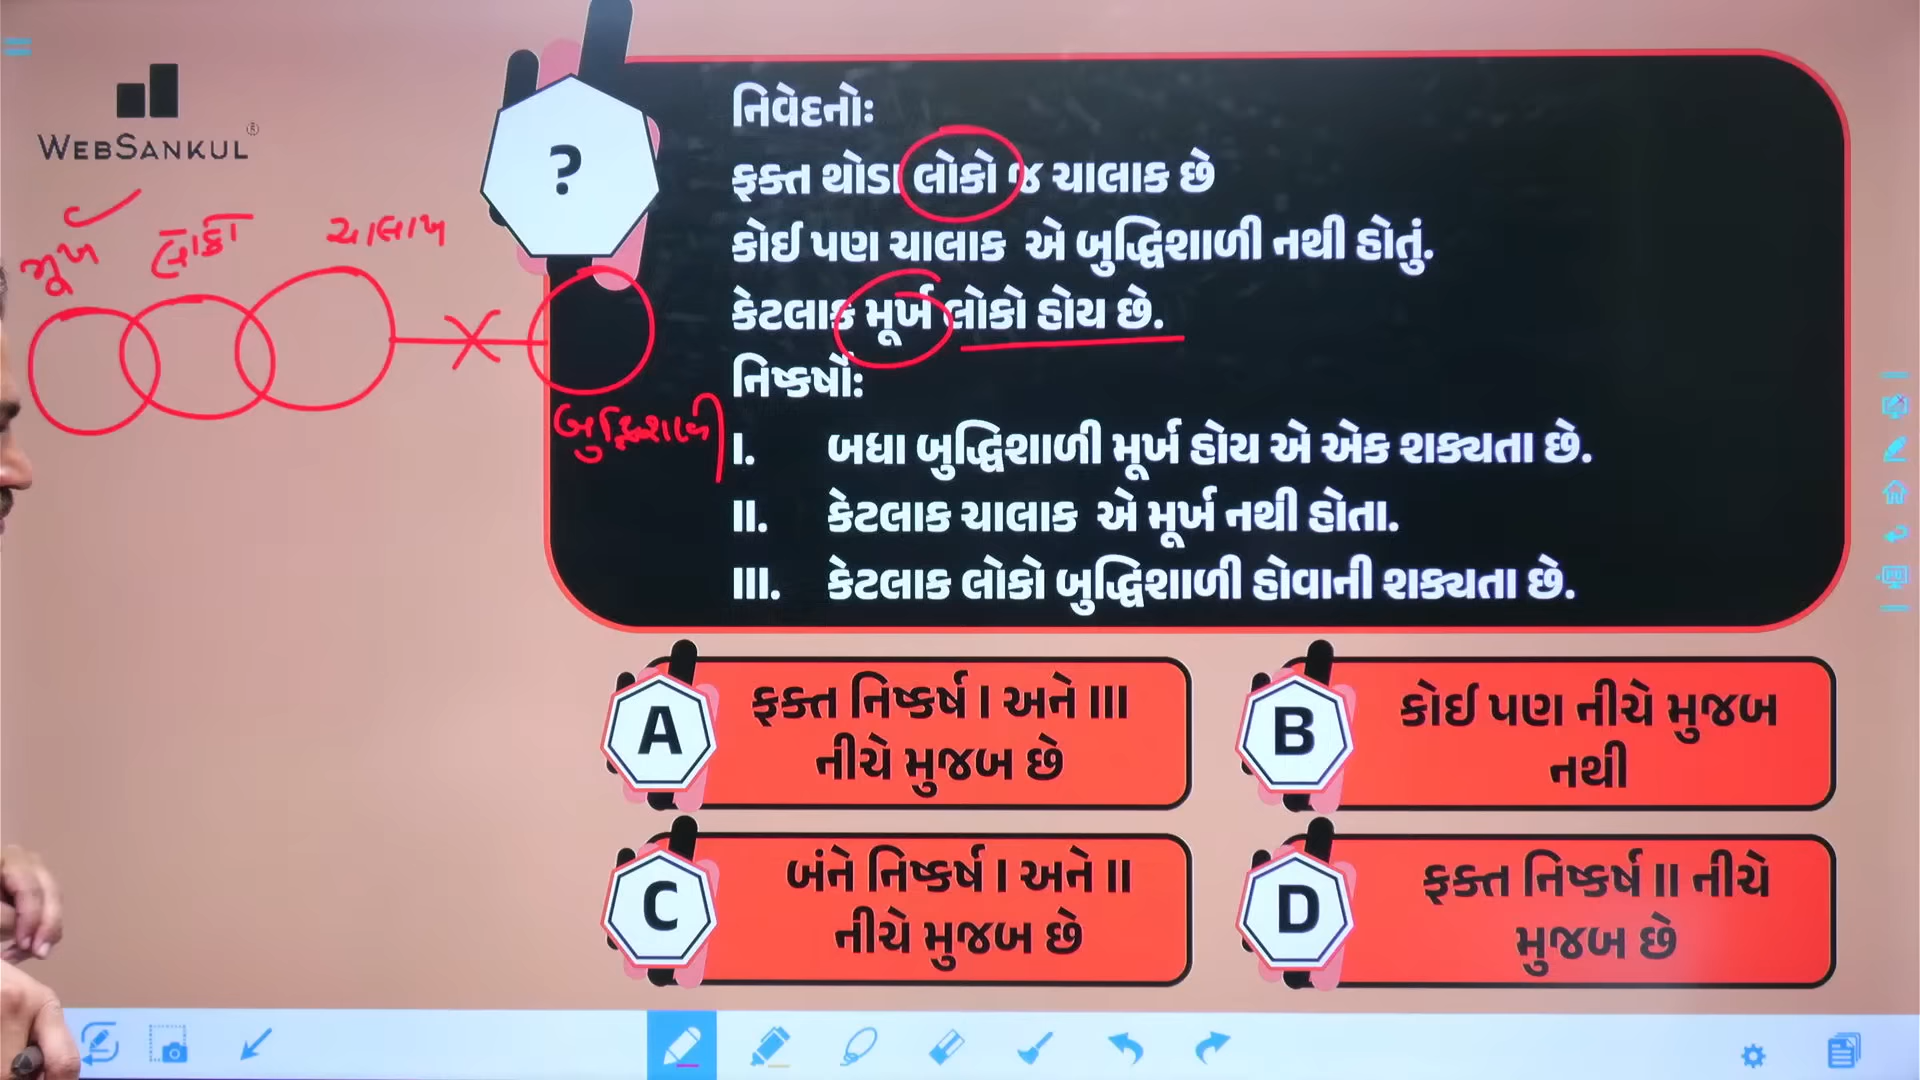 WEBSANKUL®
મૂર્ખ
લોકો
ચાલાખ
બુદ્ધિશાળી
?
નિવેદનો:
ફક્ત થોડા લોકો જ ચાલાક છે
કોઈ પણ ચાલાક એ બુદ્ધિશાળી નથી હોતું.
કેટલાક મૂર્ખ લોકો હોય છે.
નિષ્કર્ષો:
I. બધા બુદ્ધિશાળી મૂર્ખ હોય એ એક શક્યતા છે.
II. કેટલાક ચાલાક એ મૂર્ખ નથી હોતા.
III. કેટલાક લોકો બુદ્ધિશાળી હોવાની શક્યતા છે.
A
ફક્ત નિષ્કર્ષ I અને III
નીચે મુજબ છે
B
કોઈ પણ નીચે મુજબ
નથી
C
બંને નિષ્કર્ષ I અને II
નીચે મુજબ છે
D
ફક્ત નિષ્કર્ષ II નીચે
મુજબ છે